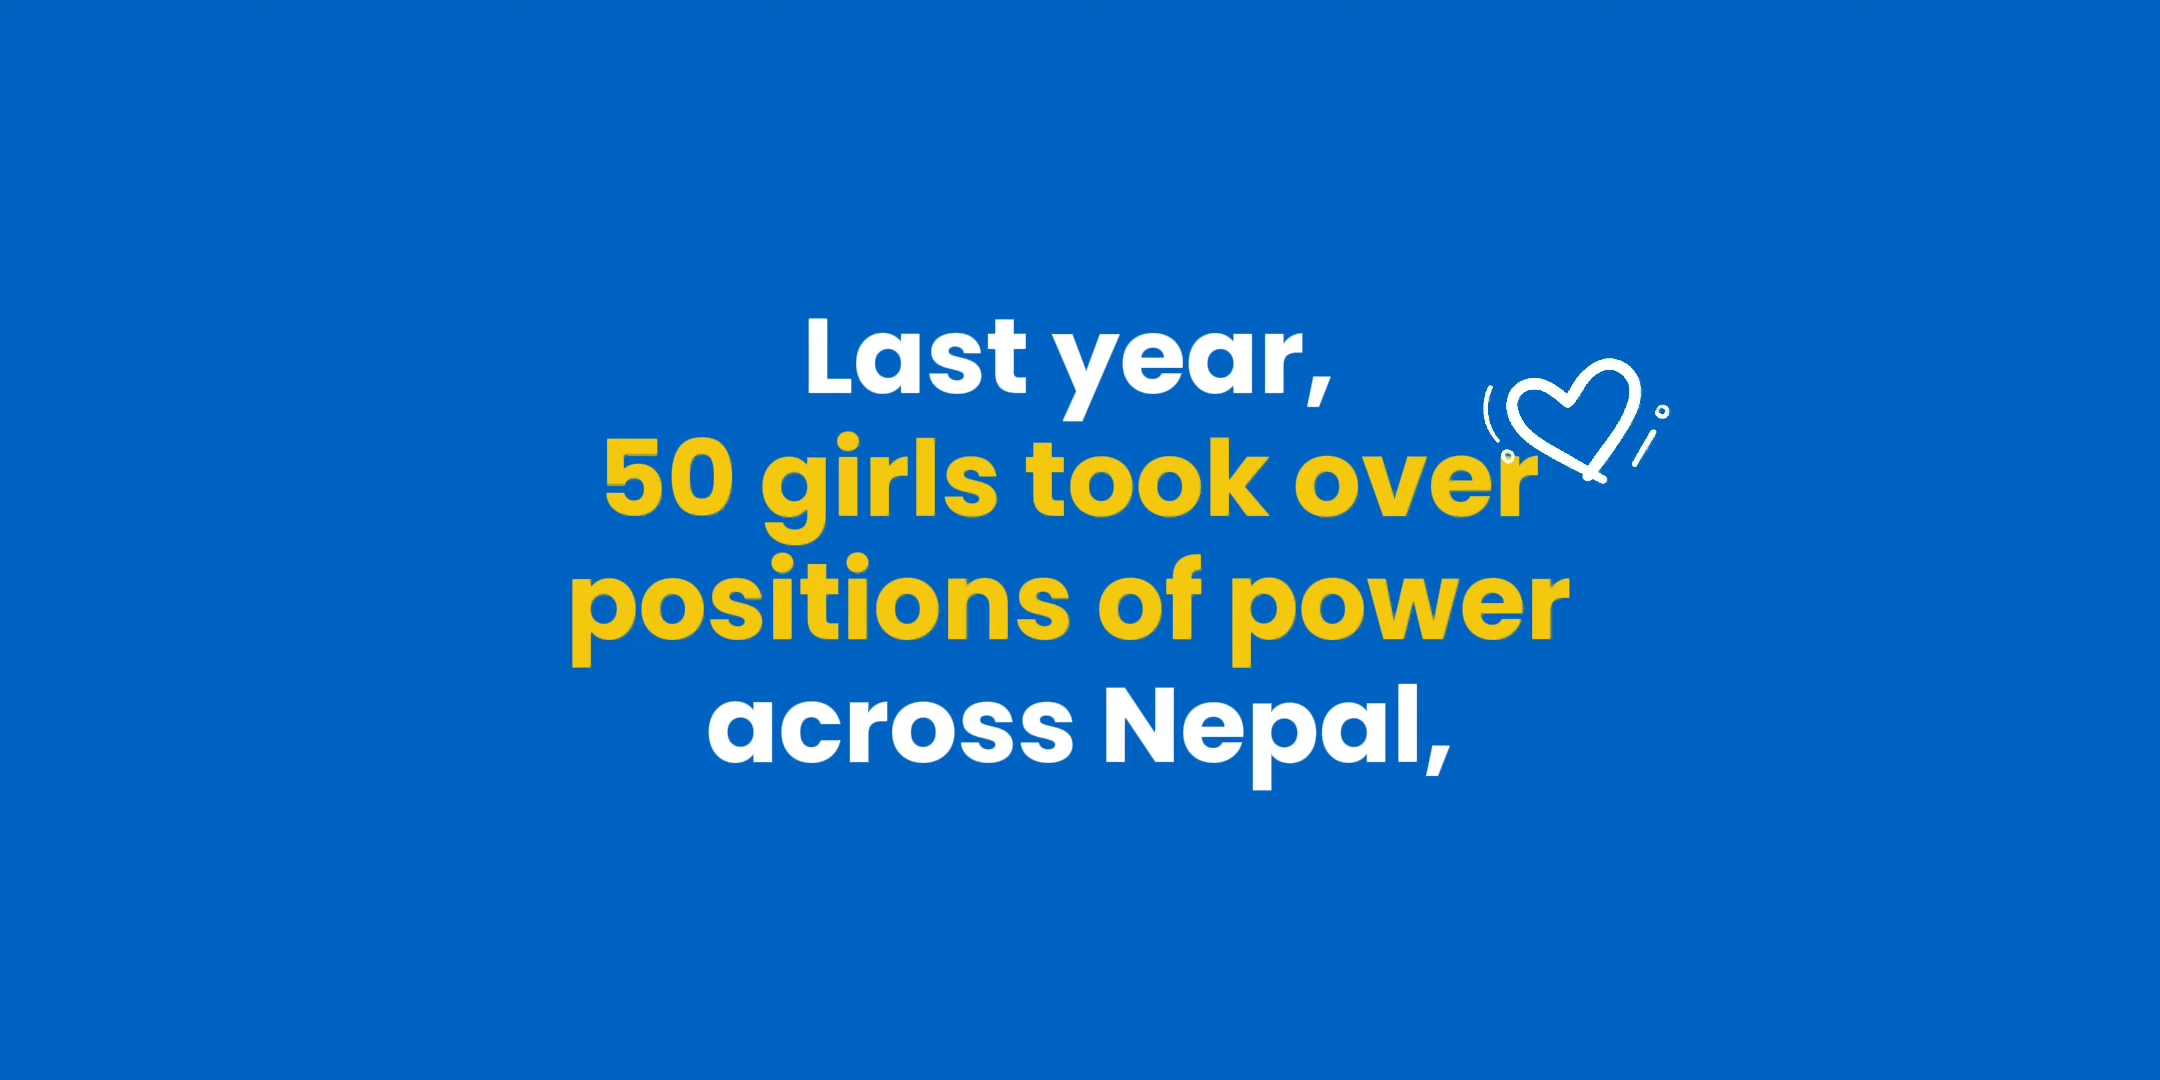 Last year,
50 girls took over
positions of power
across Nepal,